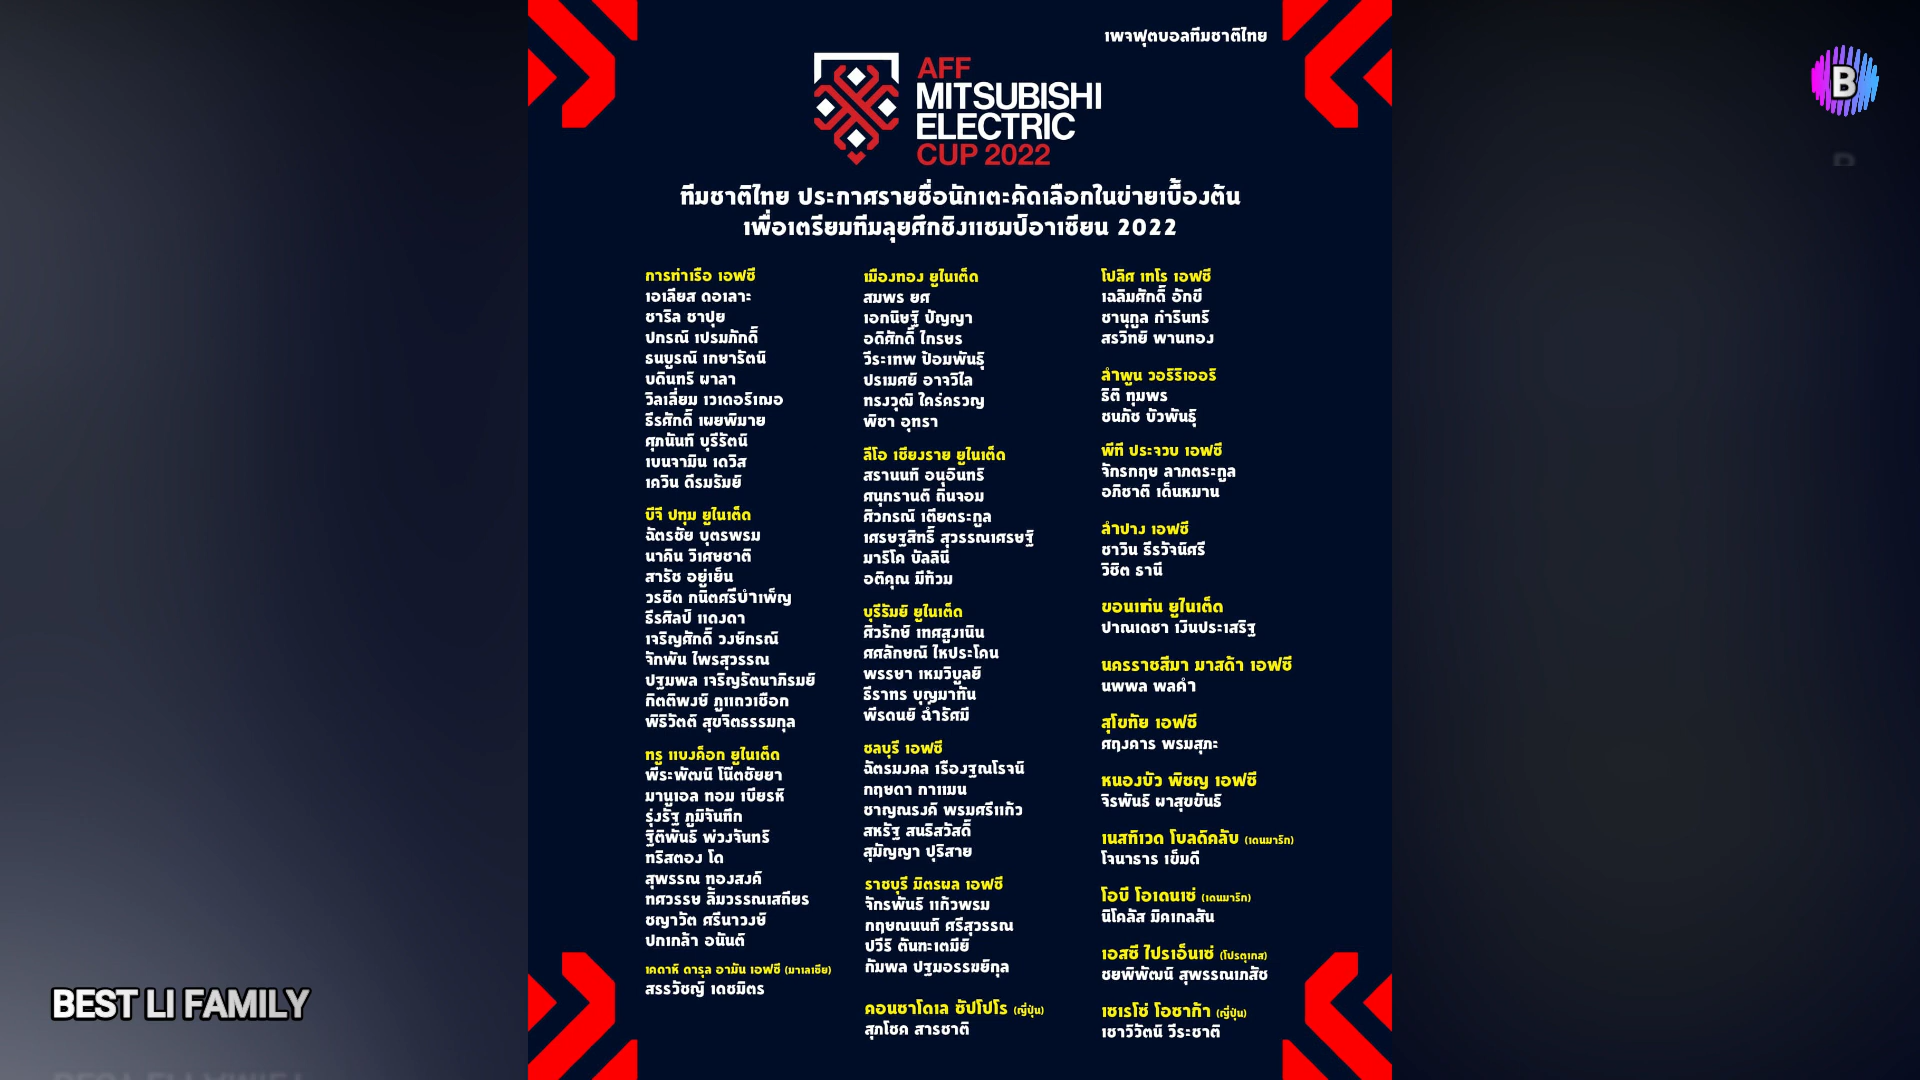 เพจฟุตบอลทีมชาติไทย
B
AFF
MITSUBISHI
ELECTRIC
CUP 2022
ทีมชาติไทย ประกาศรายชื่อนักเตะคัดเลือกในข่ายเบื้องต้น
เพื่อเตรียมทีมลุยศึกชิงแชมป์อาเซียน 2022
การท่าเรือ เอฟซี
เอเลียส ดอเลาะ
ชาริล ชาปุย
ปกรณ์ เปรมภักดิ์
ธนบูรณ์ เกษารัตน์
บดินทร์ ผาลา
วิลเลี่ยม เวเดอร์เฌอ
ธีรศักดิ์ เผยพิมาย
ศุภนันท์ บุรีรัตน์
เบนจามิน เดวิส
เควิน ดีรมรัมย์
บีจี ปทุม ยูไนเต็ด
ฉัตรชัย บุตรพรม
นาคิน วิเศษชาติ
สารัช อยู่เย็น
วรชิต กนิตศรีบำเพ็ญ
ธีรศิลป์ แดงดา
เจริญศักดิ์ วงษ์กรณ์
จักพัน ไพรสุวรรณ
ปฐมพล เจริญรัตนาภิรมย์
กิตติพงษ์ ภูแถวเชือก
พิธิวัตต์ สุขจิตธรรมกุล
ทรู แบงค็อก ยูไนเต็ด
พีระพัฒน์ โน๊ตชัยยา
มานูเอล ทอม เบียรห์
รุ่งรัฐ ภูมิจันทึก
ฐิติพันธ์ พ่วงจันทร์
ทริสตอง โด
สุพรรณ ทองสงค์
ทศวรรษ ลิ้มวรรณเสถียร
ชญาวัต ศรีนาวงษ์
ปกเกล้า อนันต์
เคดาห์ ดารุล อามัน เอฟซี (มาเลเซีย)
สรรวัชญ์ เดชมิตร
เมืองทอง ยูไนเต็ด
สมพร ยศ
เอกนิษฐ์ ปัญญา
อดิศักดิ์ ไกรษร
วีระเทพ ป้อมพันธุ์
ปรเมศย์ อาจวิไล
ทรงวุฒิ ใคร่ครวญ
พิชา อุทรา
ลีโอ เชียงราย ยูไนเต็ด
สรานนท์ อนุอินทร์
ศนุกรานต์ ถิ่นจอม
ศิวกรณ์ เตียตระกูล
เศรษฐสิทธิ์ สุวรรณเศรษฐ์
มาริโค บัลลินี่
อติคุณ มีท้วม
บุรีรัมย์ ยูไนเต็ด
ศิวรักษ์ เทศสูงเนิน
ศศลักษณ์ ไหประโคน
พรรษา เหมวิบูลย์
ธีราทร บุญมาทัน
พีรดนย์ ฉ่ำรัศมี
ชลบุรี เอฟซี
ฉัตรมงคล เรืองฐณโรจน์
กฤษดา กาแมน
ชาญณรงค์ พรมศรีแก้ว
สหรัฐ สนธิสวัสดิ์
สุมัญญา ปุริสาย
ราชบุรี มิตรผล เอฟซี
จักรพันธ์ แก้วพรม
กฤษณนนท์ ศรีสุวรรณ
ปวีร์ ตัณฑะเตมีย์
กัมพล ปฐมอรรฆย์กุล
คอนซาโดเล ซัปโปโร (ญี่ปุ่น)
สุภโชค สารชาติ
โปลิศ เทโร เอฟซี
เฉลิมศักดิ์ อักขี
ชานุกูล ก๋ารินทร์
สรวิทย์ พานทอง
ลำพูน วอร์ริเออร์
ธิติ ทุมพร
ชนภัช บัวพันธุ์
พีที ประจวบ เอฟซี
จักรกฤษ ลาภตระกูล
อภิชาติ เด็นหมาน
ลำปาง เอฟซี
ชาวิน ธีรวัจน์ศรี
วิชิต ธานี
ขอนแก่น ยูไนเต็ด
ปาณเดชา เงินประเสริฐ
นครราชสีมา มาสด้า เอฟซี
นพพล พลคำ
สุโขทัย เอฟซี
ศฤงคาร พรมสุภะ
หนองบัว พิชญ เอฟซี
จิรพันธ์ ผาสุขขันธ์
เนสท์เวด โบลด์คลับ (เดนมาร์ก)
โจนาธาร เข็มดี
โอบี โอเดนเซ่ (เดนมาร์ก)
นิโคลัส มิคเกลสัน
เอสซี ไปรเอ็นเซ่ (โปรตุเกส)
ชยพิพัฒน์ สุพรรณเภสัช
เซเรโซ่ โอซาก้า (ญี่ปุ่น)
เชาว์วัฒน์ วีระชาติ
BEST LI FAMILY